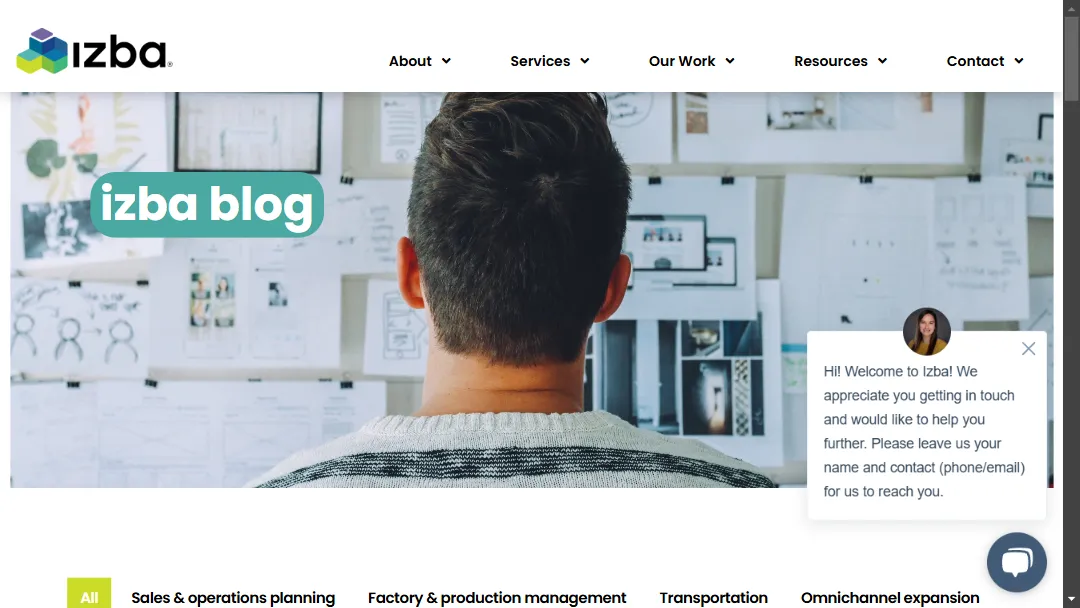 izba®
About
Services
Our Work
Resources
Contact
izba blog
Hi! Welcome to Izba! We
appreciate you getting in touch
and would like to help you
further. Please leave us your
name and contact (phone/email)
for us to reach you.
All
Sales & operations planning
Factory & production management
Transportation
Omnichannel expansion